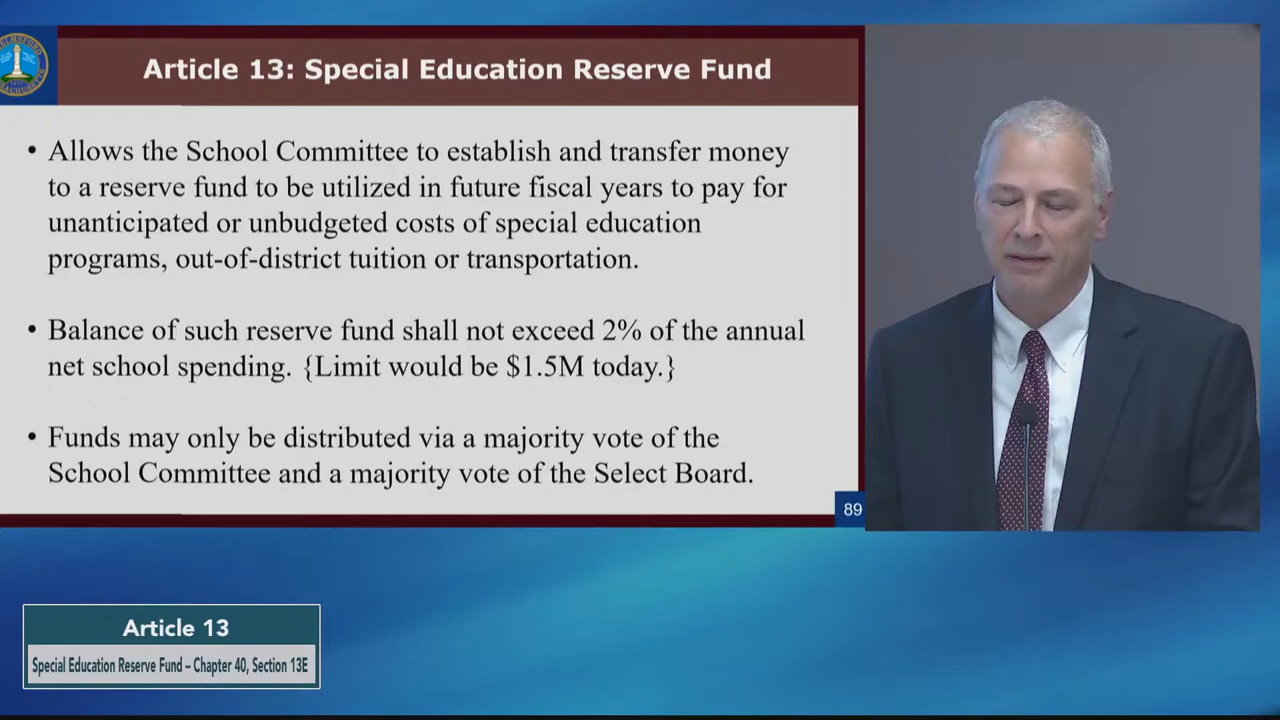 Article 13: Special Education Reserve Fund
• Allows the School Committee to establish and transfer money
to a reserve fund to be utilized in future fiscal years to pay for
unanticipated or unbudgeted costs of special education
programs, out-of-district tuition or transportation.
• Balance of such reserve fund shall not exceed 2% of the annual
net school spending. {Limit would be $1.5M today.}
• Funds may only be distributed via a majority vote of the
School Committee and a majority vote of the Select Board.
89
Article 13
Special Education Reserve Fund – Chapter 40, Section 13E